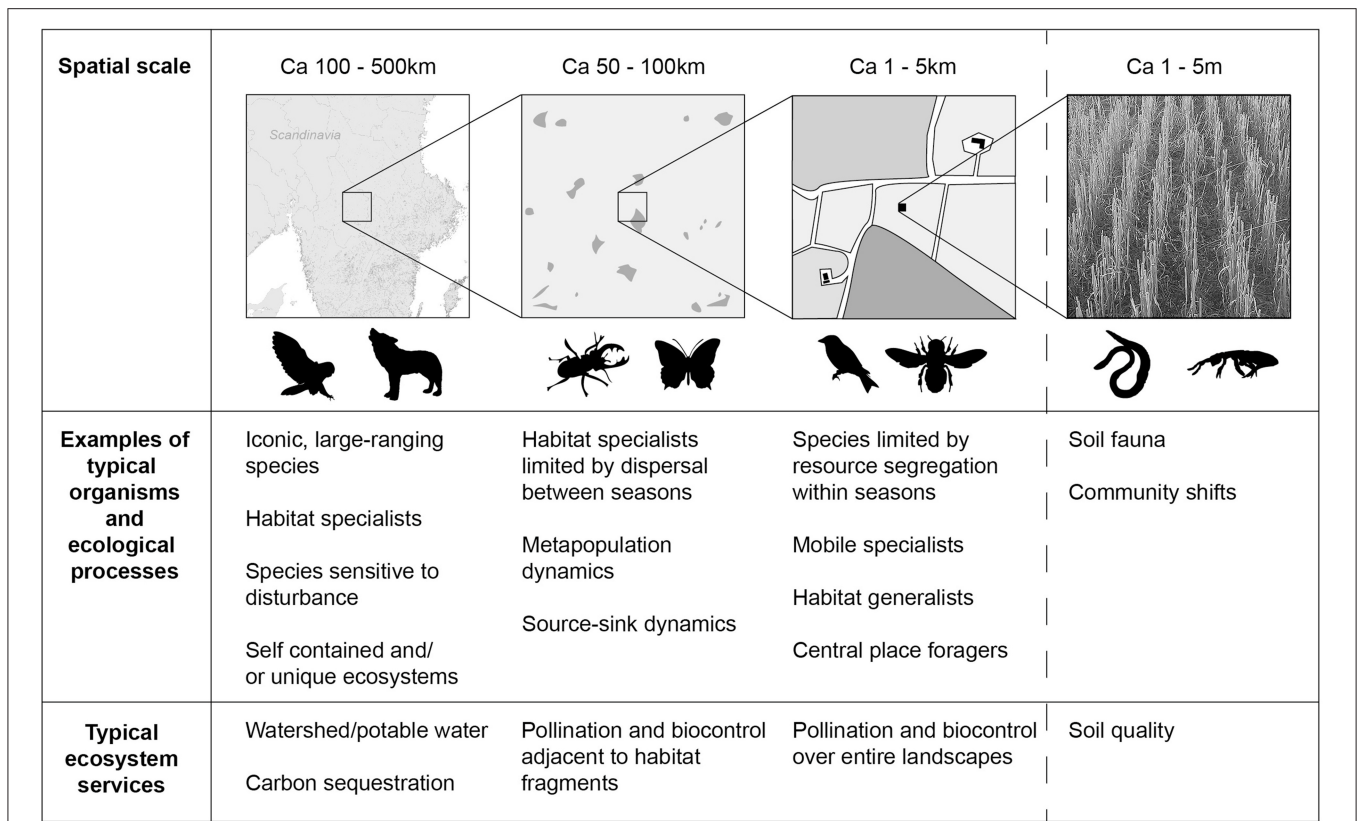 Spatial scale
Ca 100 - 500km
Ca 50 - 100km
Ca 1 - 5km
Ca 1 - 5m
Scandinavia
Examples of
typical
organisms
and
ecological
processes
Iconic, large-ranging
species
Habitat specialists
Species sensitive to
disturbance
Self contained and/
or unique ecosystems
Habitat specialists
limited by dispersal
between seasons
Metapopulation
dynamics
Source-sink dynamics
Species limited by
resource segregation
within seasons
Mobile specialists
Habitat generalists
Central place foragers
Soil fauna
Community shifts
Typical
ecosystem
services
Watershed/potable water
Carbon sequestration
Pollination and biocontrol
adjacent to habitat
fragments
Pollination and biocontrol
over entire landscapes
Soil quality